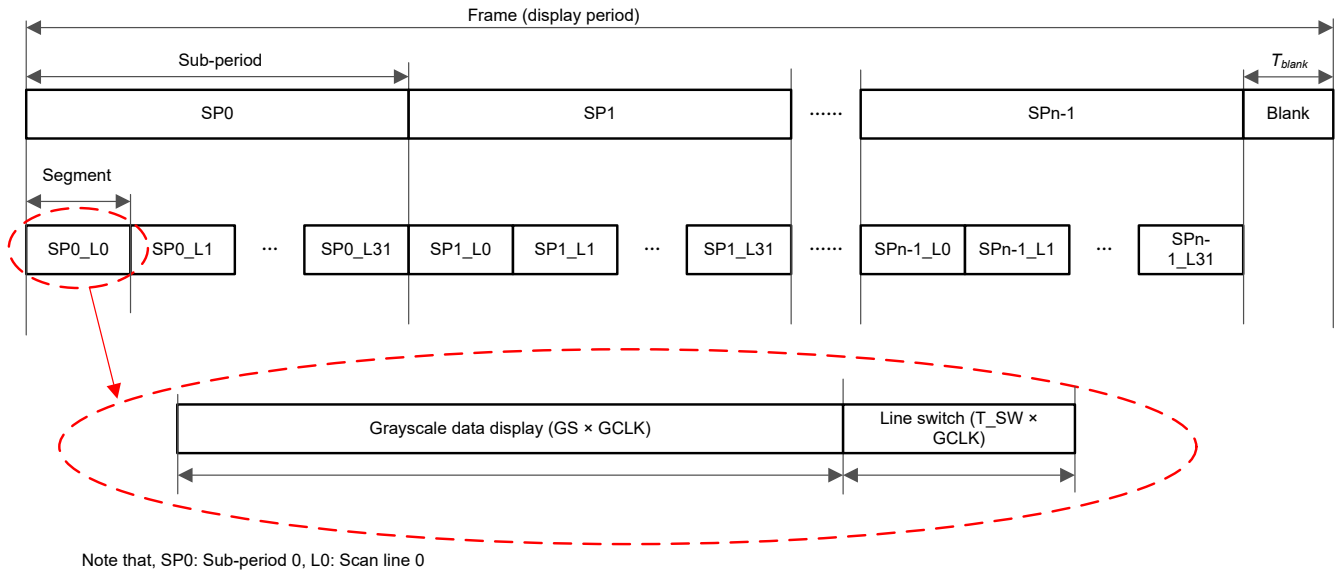 Frame (display period)
Sub-period
T_blank
SP0
SP1
......
SPn-1
Blank
Segment
SP0_L0
SP0_L1
...
SP0_L31
SP1_L0
SP1_L1
...
SP1_L31
......
SPn-1_L0
SPn-1_L1
...
SPn-
1_L31
Grayscale data display (GS × GCLK)
Line switch (T_SW ×
GCLK)
Note that, SP0: Sub-period 0, L0: Scan line 0